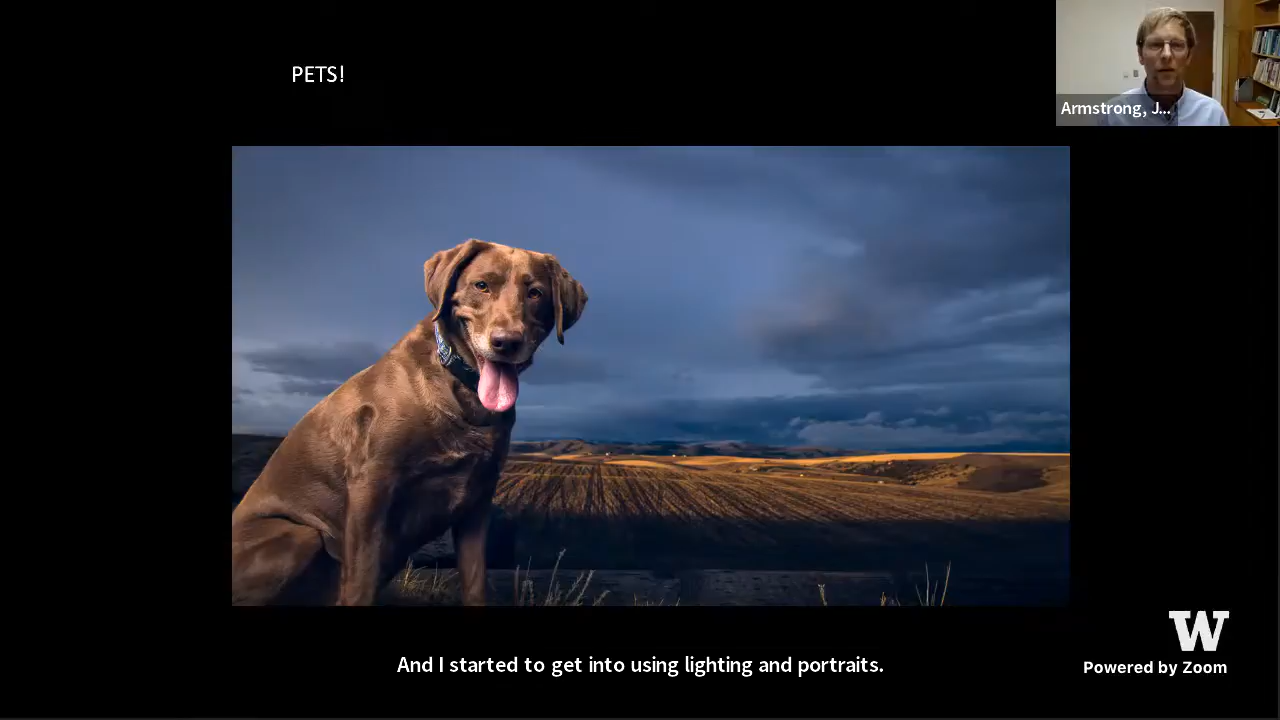 PETS!
Armstrong, J...
And I started to get into using lighting and portraits.
W
Powered by Zoom